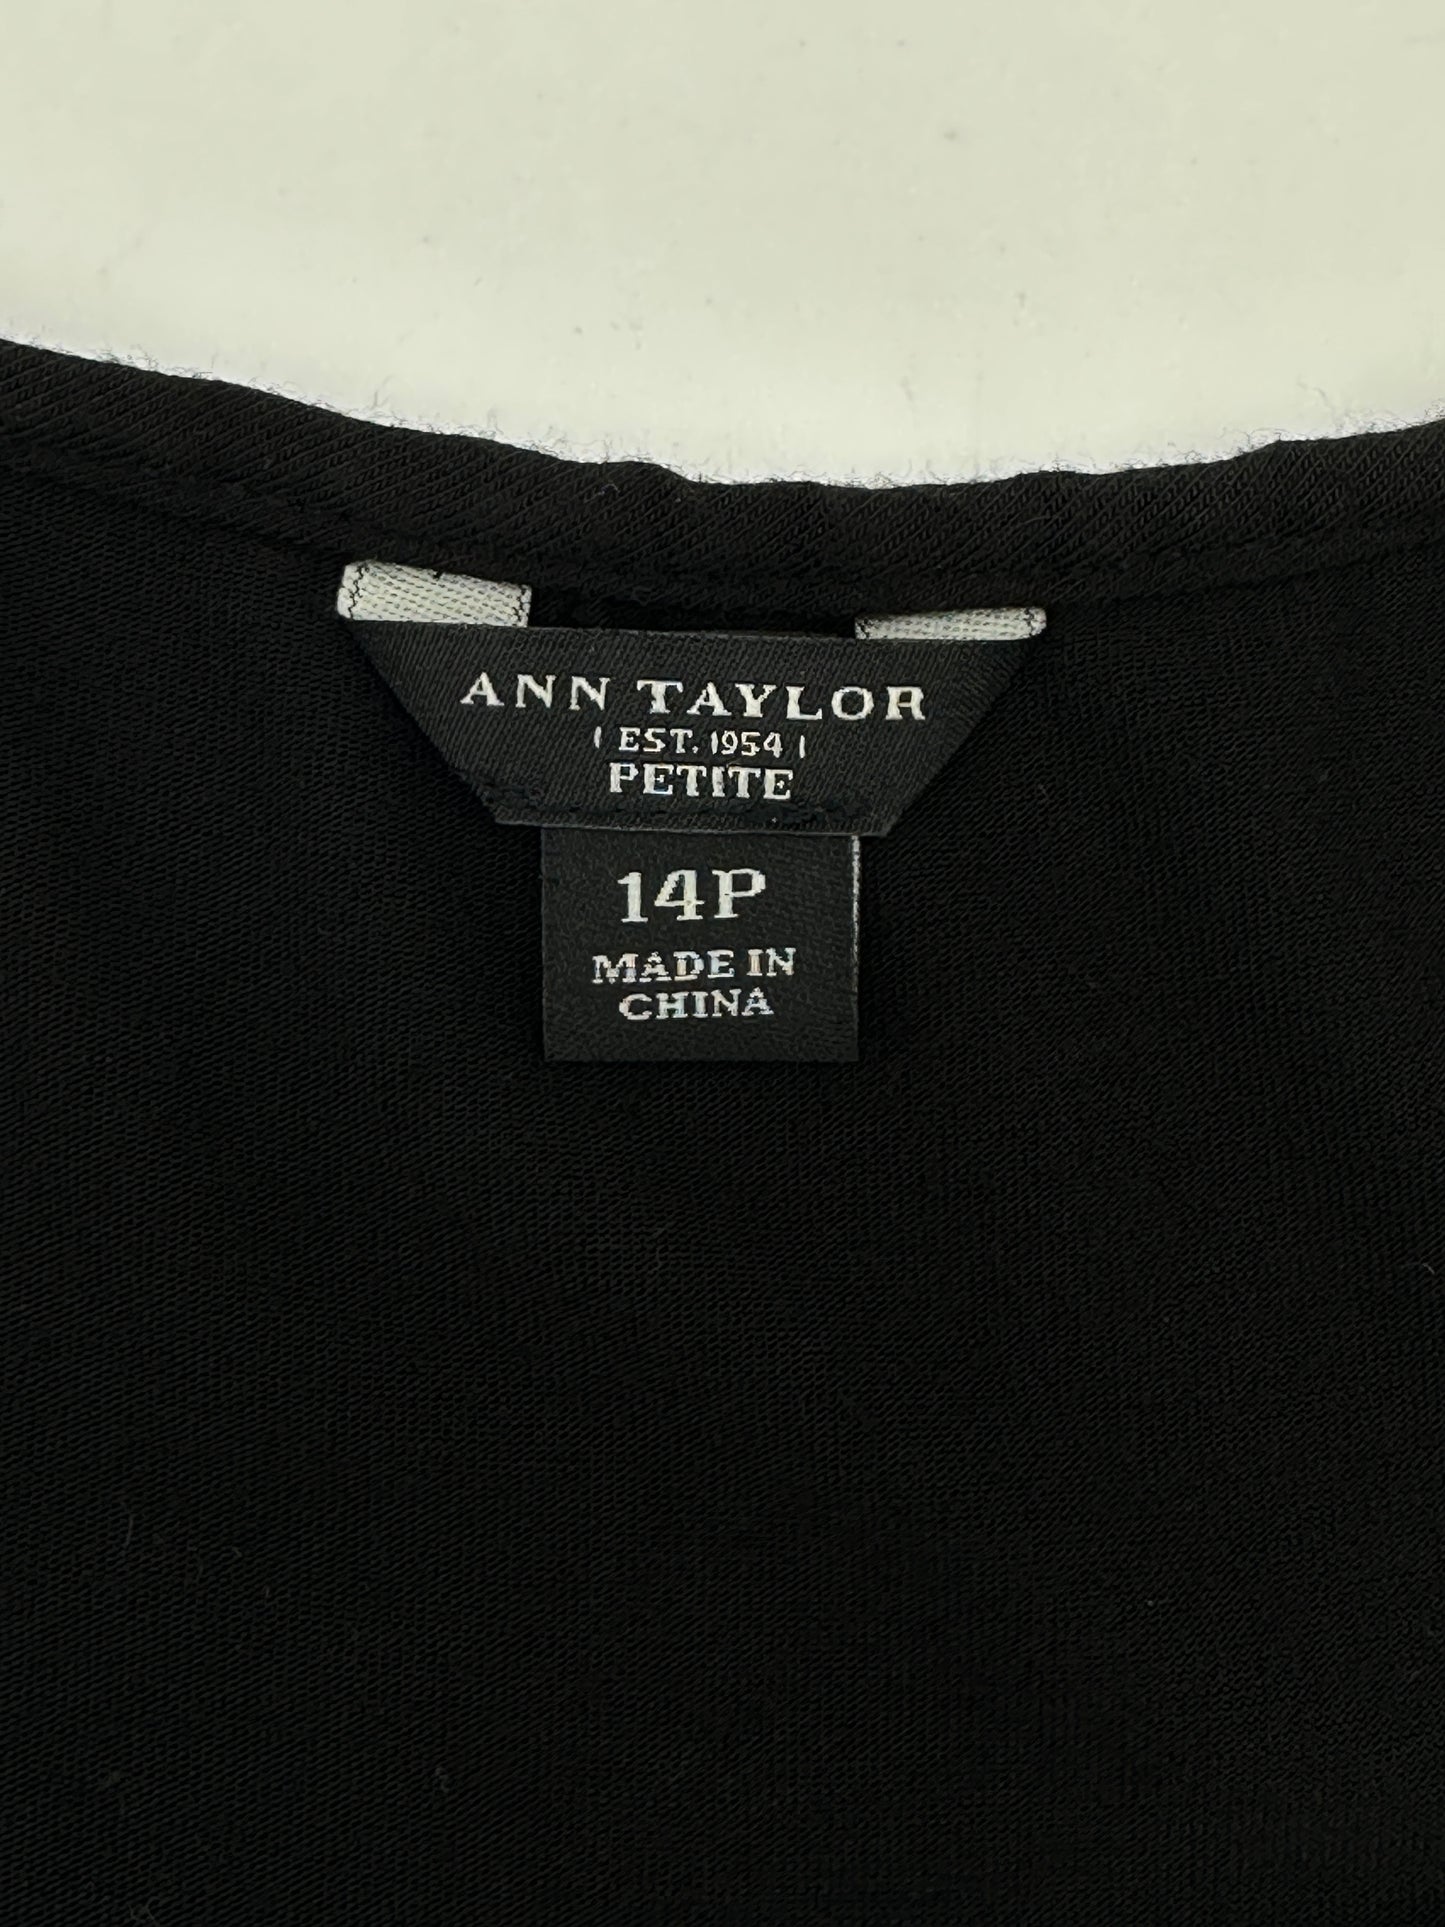 ANN TAYLOR
| EST. 1954 |
PETITE
14P
MADE IN
CHINA